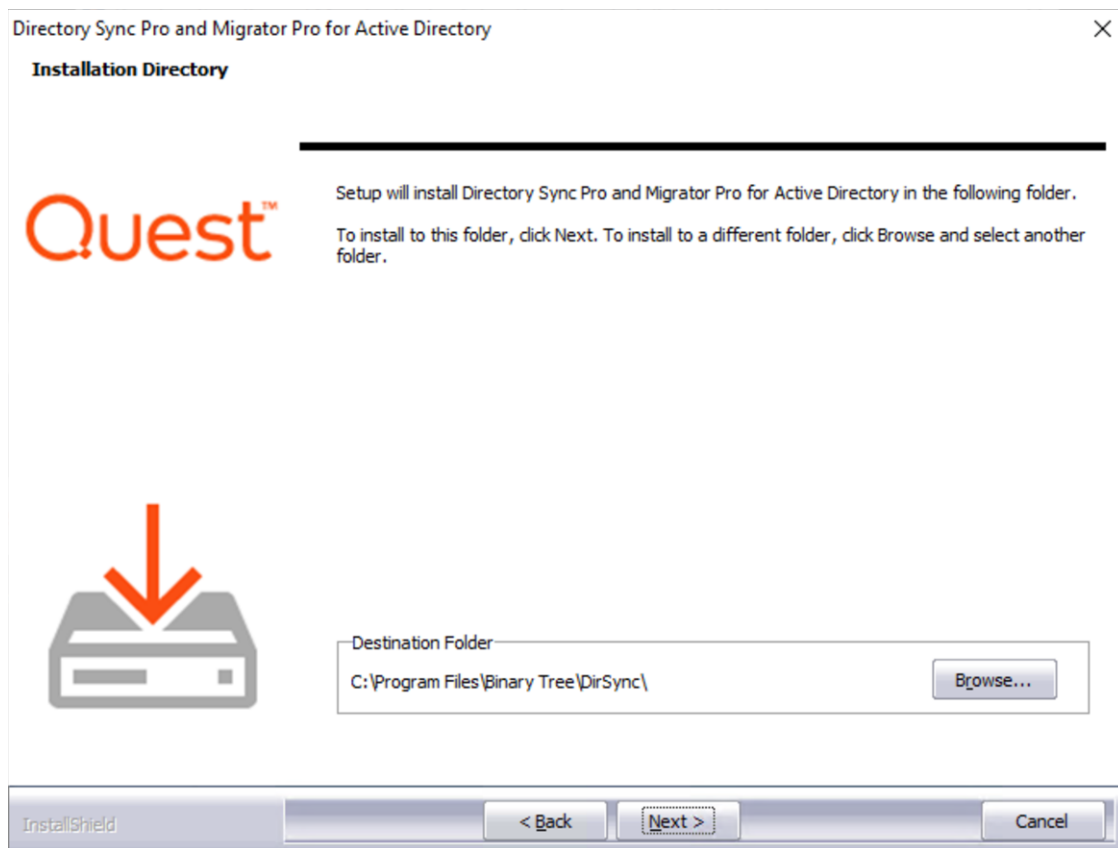 Directory Sync Pro and Migrator Pro for Active Directory
Installation Directory
Quest™
Setup will install Directory Sync Pro and Migrator Pro for Active Directory in the following folder.
To install to this folder, click Next. To install to a different folder, click Browse and select another
folder.
Destination Folder
C:\Program Files\Binary Tree\DirSync\
Browse...
InstallShield
< Back
Next >
Cancel